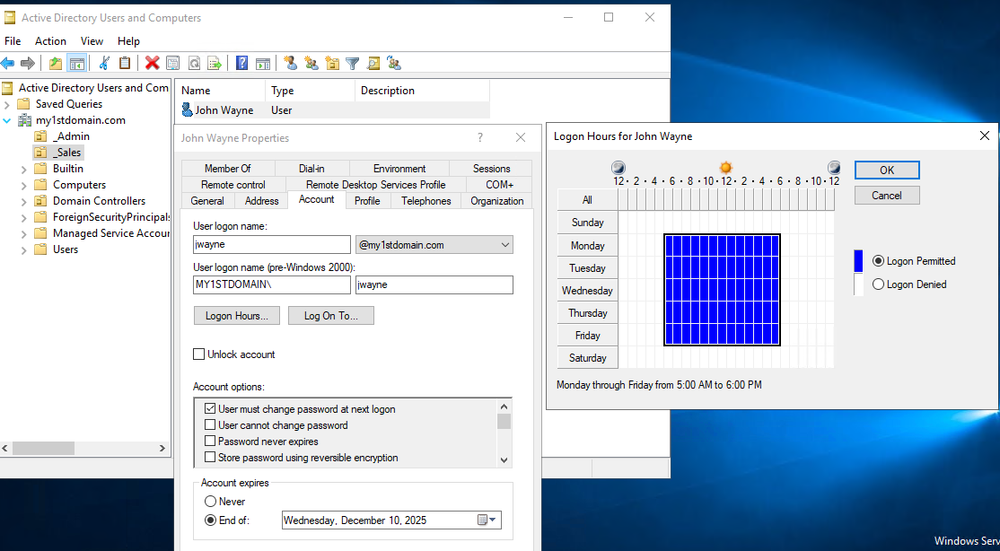 Active Directory Users and Computers
File Action View Help
Active Directory Users and Com
Saved Queries
my1stdomain.com
_Admin
_Sales
Builtin
Computers
Domain Controllers
ForeignSecurityPrincipals
Managed Service Accour
Users
Name Type Description
John Wayne User
John Wayne Properties
?
Member Of Dial-in Environment Sessions
Remote control Remote Desktop Services Profile COM+
General Address Account Profile Telephones Organization
User logon name:
jwayne @my1stdomain.com
User logon name (pre-Windows 2000):
MY1STDOMAIN\ jwayne
Logon Hours... Log On To...
Unlock account
Account options:
User must change password at next logon
User cannot change password
Password never expires
Store password using reversible encryption
Account expires
Never
End of: Wednesday, December 10, 2025
Logon Hours for John Wayne
12 · 2 · 4 · 6 · 8 · 10 · 12 · 2 · 4 · 6 · 8 · 10 · 12
All
Sunday
Monday
Tuesday
Wednesday
Thursday
Friday
Saturday
OK
Cancel
Logon Permitted
Logon Denied
Monday through Friday from 5:00 AM to 6:00 PM
Windows Serv